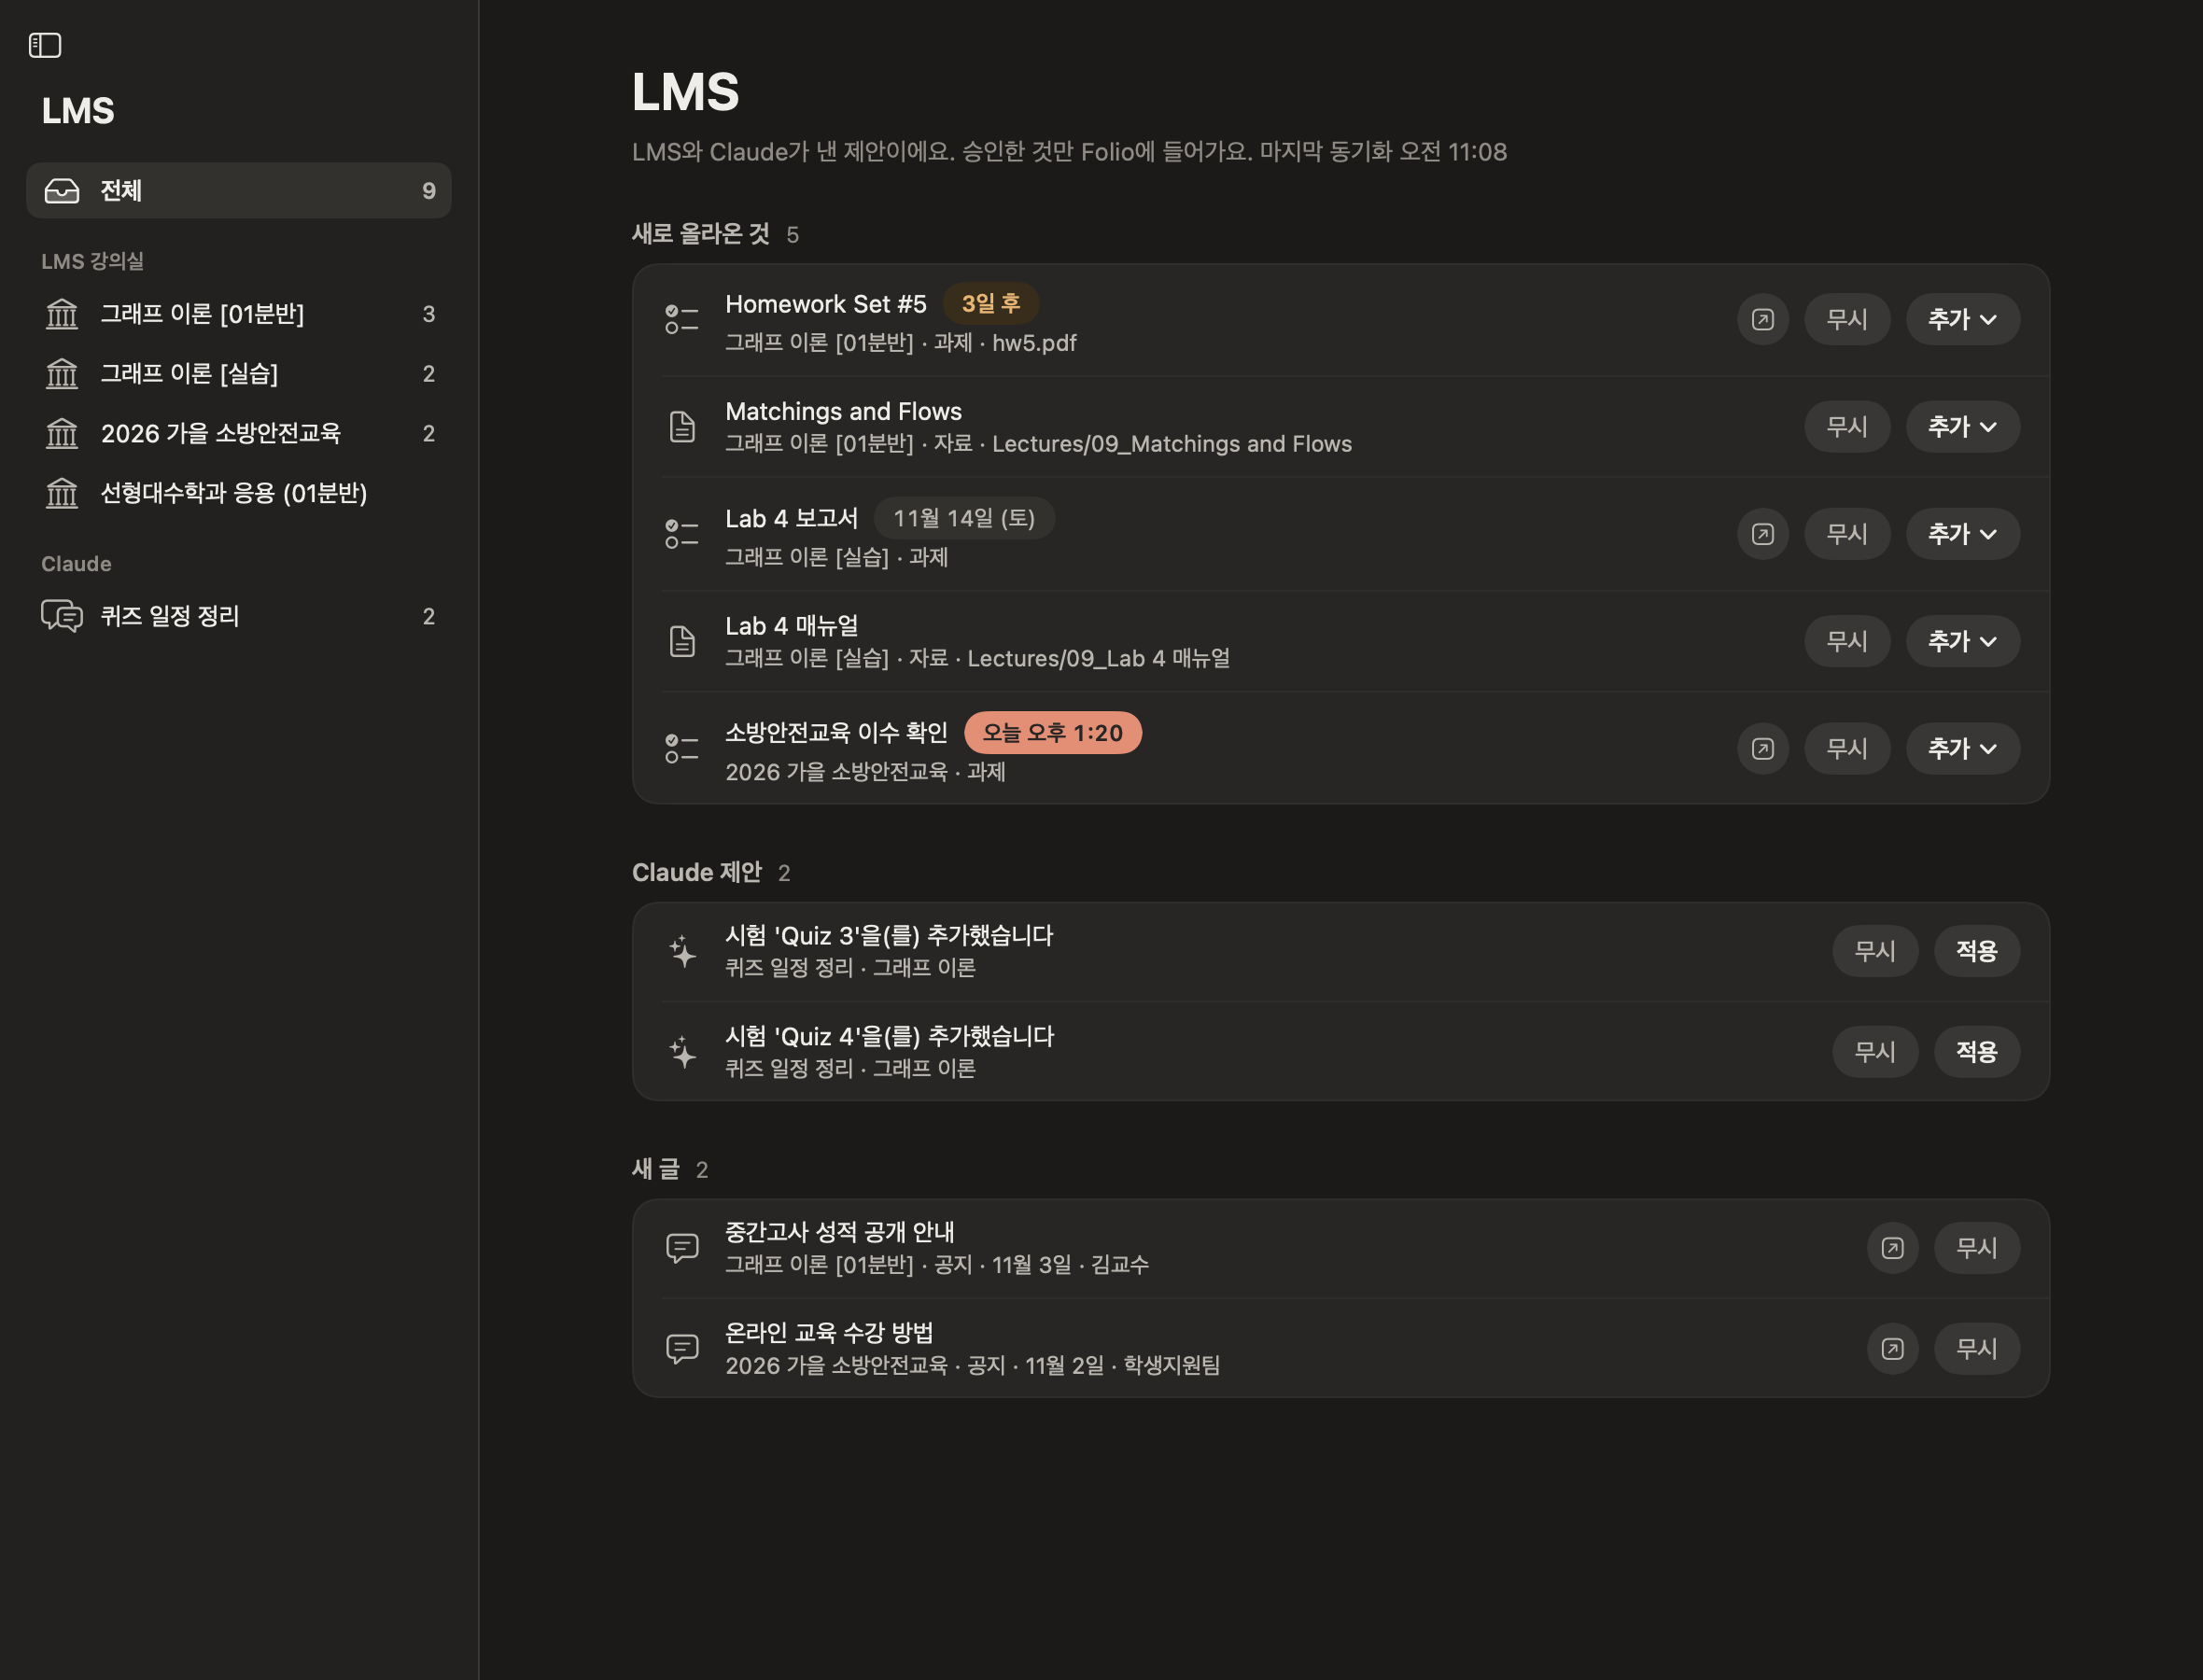 LMS
전체 9
LMS 강의실
그래프 이론 [01분반] 3
그래프 이론 [실습] 2
2026 가을 소방안전교육 2
선형대수학과 응용 (01분반)
Claude
퀴즈 일정 정리 2
LMS
LMS와 Claude가 낸 제안이에요. 승인한 것만 Folio에 들어가요. 마지막 동기화 오전 11:08
새로 올라온 것 5
Homework Set #5 3일 후
그래프 이론 [01분반] · 과제 · hw5.pdf
무시 추가
Matchings and Flows
그래프 이론 [01분반] · 자료 · Lectures/09_Matchings and Flows
무시 추가
Lab 4 보고서 11월 14일 (토)
그래프 이론 [실습] · 과제
무시 추가
Lab 4 매뉴얼
그래프 이론 [실습] · 자료 · Lectures/09_Lab 4 매뉴얼
무시 추가
소방안전교육 이수 확인 오늘 오후 1:20
2026 가을 소방안전교육 · 과제
무시 추가
Claude 제안 2
시험 'Quiz 3'을(를) 추가했습니다
퀴즈 일정 정리 · 그래프 이론
무시 적용
시험 'Quiz 4'을(를) 추가했습니다
퀴즈 일정 정리 · 그래프 이론
무시 적용
새 글 2
중간고사 성적 공개 안내
그래프 이론 [01분반] · 공지 · 11월 3일 · 김교수
무시
온라인 교육 수강 방법
2026 가을 소방안전교육 · 공지 · 11월 2일 · 학생지원팀
무시